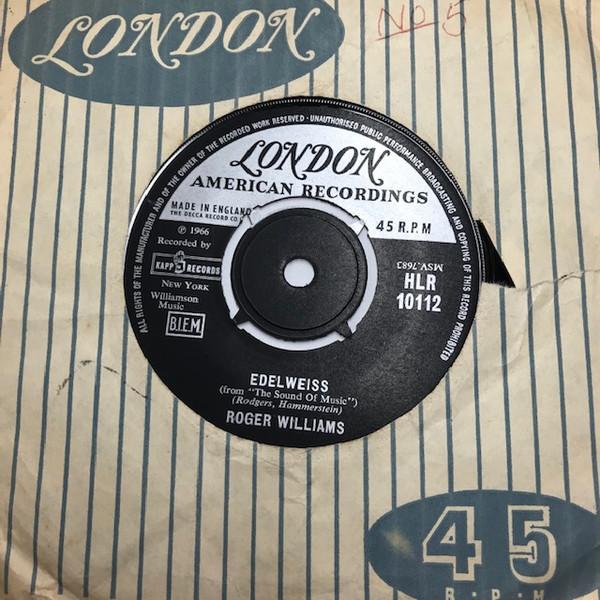 LONDON
No 5
ALL RIGHTS OF THE MANUFACTURER AND OF THE OWNER OF THE RECORDED WORK RESERVED · UNAUTHORISED PUBLIC PERFORMANCE BROADCASTING AND COPYING OF THIS RECORD PROHIBITED
LONDON
AMERICAN RECORDINGS
MADE IN ENGLAND
THE DECCA RECORD CO
45 R.P.M
℗ 1966
Recorded by
KAPP RECORDS
NEW YORK
Williamson
Music
B.I.E.M.
MSA.7683
HLR
10112
EDELWEISS
(from "The Sound Of Music")
(Rodgers, Hammerstein)
ROGER WILLIAMS
45
R·P·M